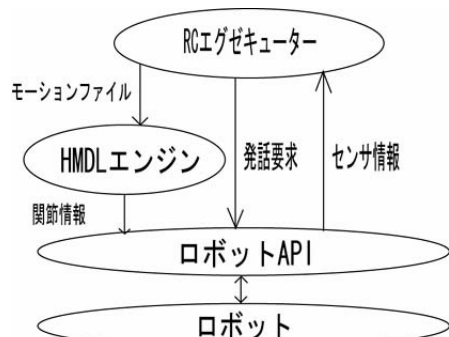 RCエグゼキューター
モーションファイル
HMDLエンジン
発話要求
センサ情報
関節情報
ロボットAPI
ロボット